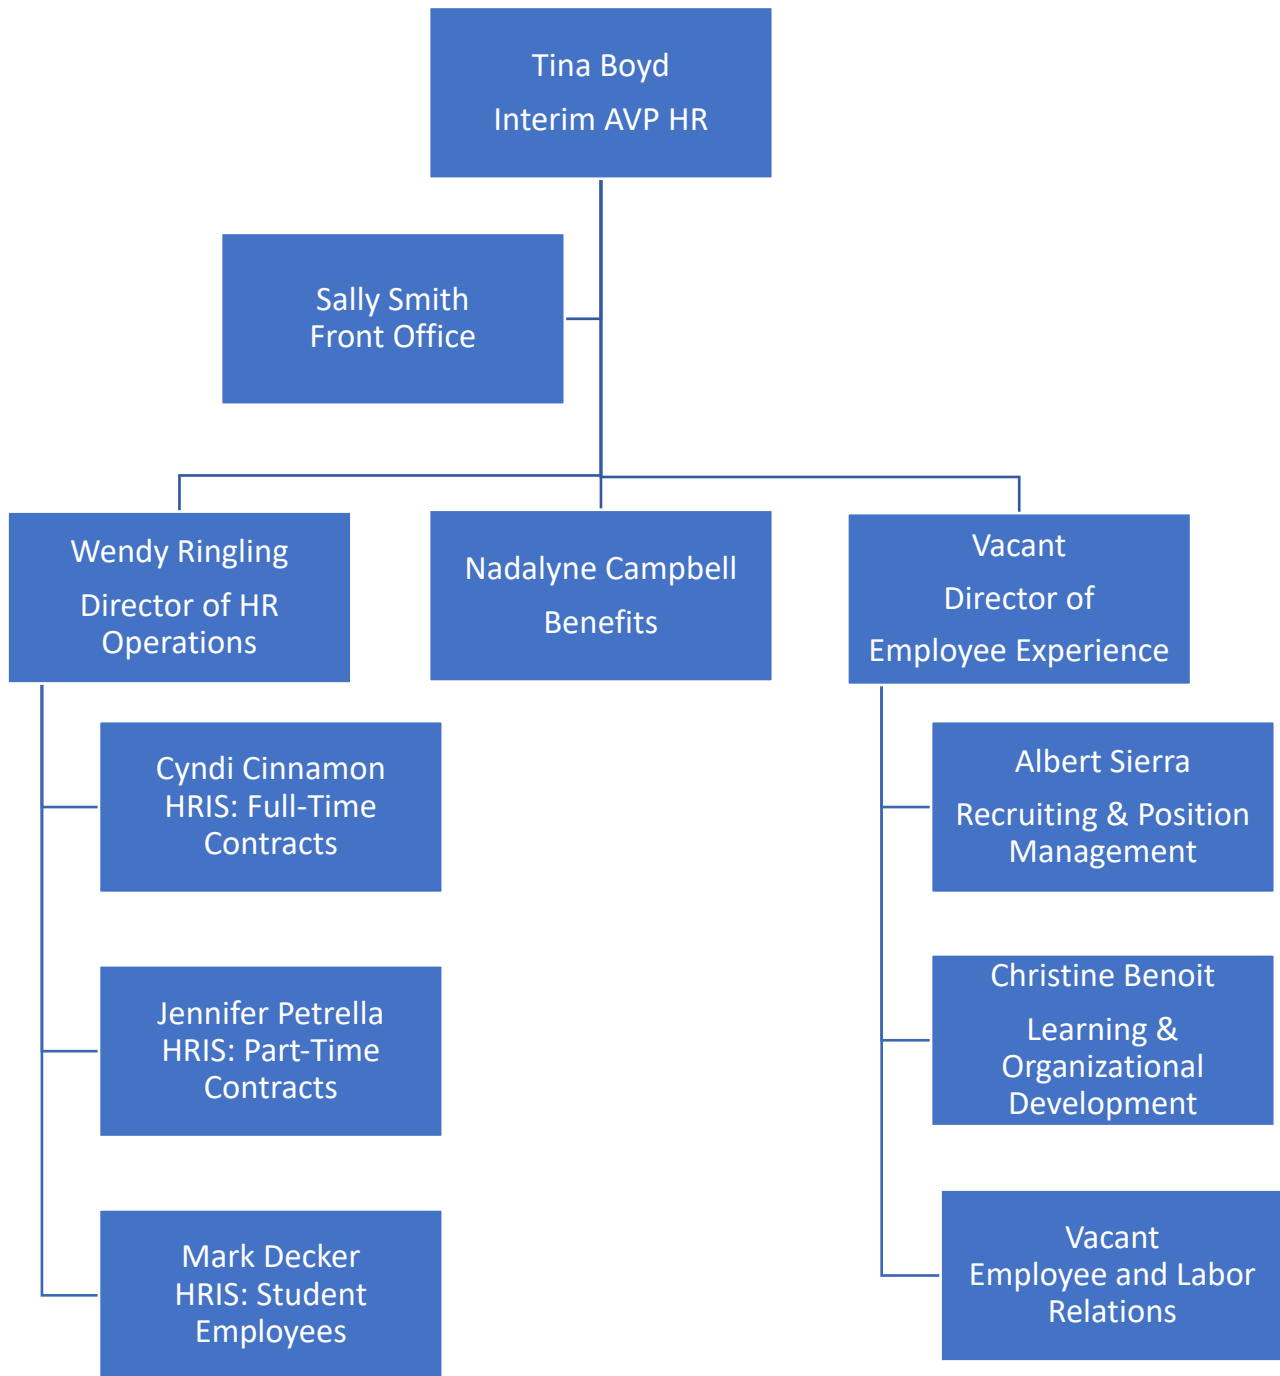 Tina Boyd
Interim AVP HR
Sally Smith
Front Office
Wendy Ringling
Director of HR
Operations
Nadalyne Campbell
Benefits
Vacant
Director of
Employee Experience
Cyndi Cinnamon
HRIS: Full-Time
Contracts
Jennifer Petrella
HRIS: Part-Time
Contracts
Mark Decker
HRIS: Student
Employees
Albert Sierra
Recruiting & Position
Management
Christine Benoit
Learning &
Organizational
Development
Vacant
Employee and Labor
Relations